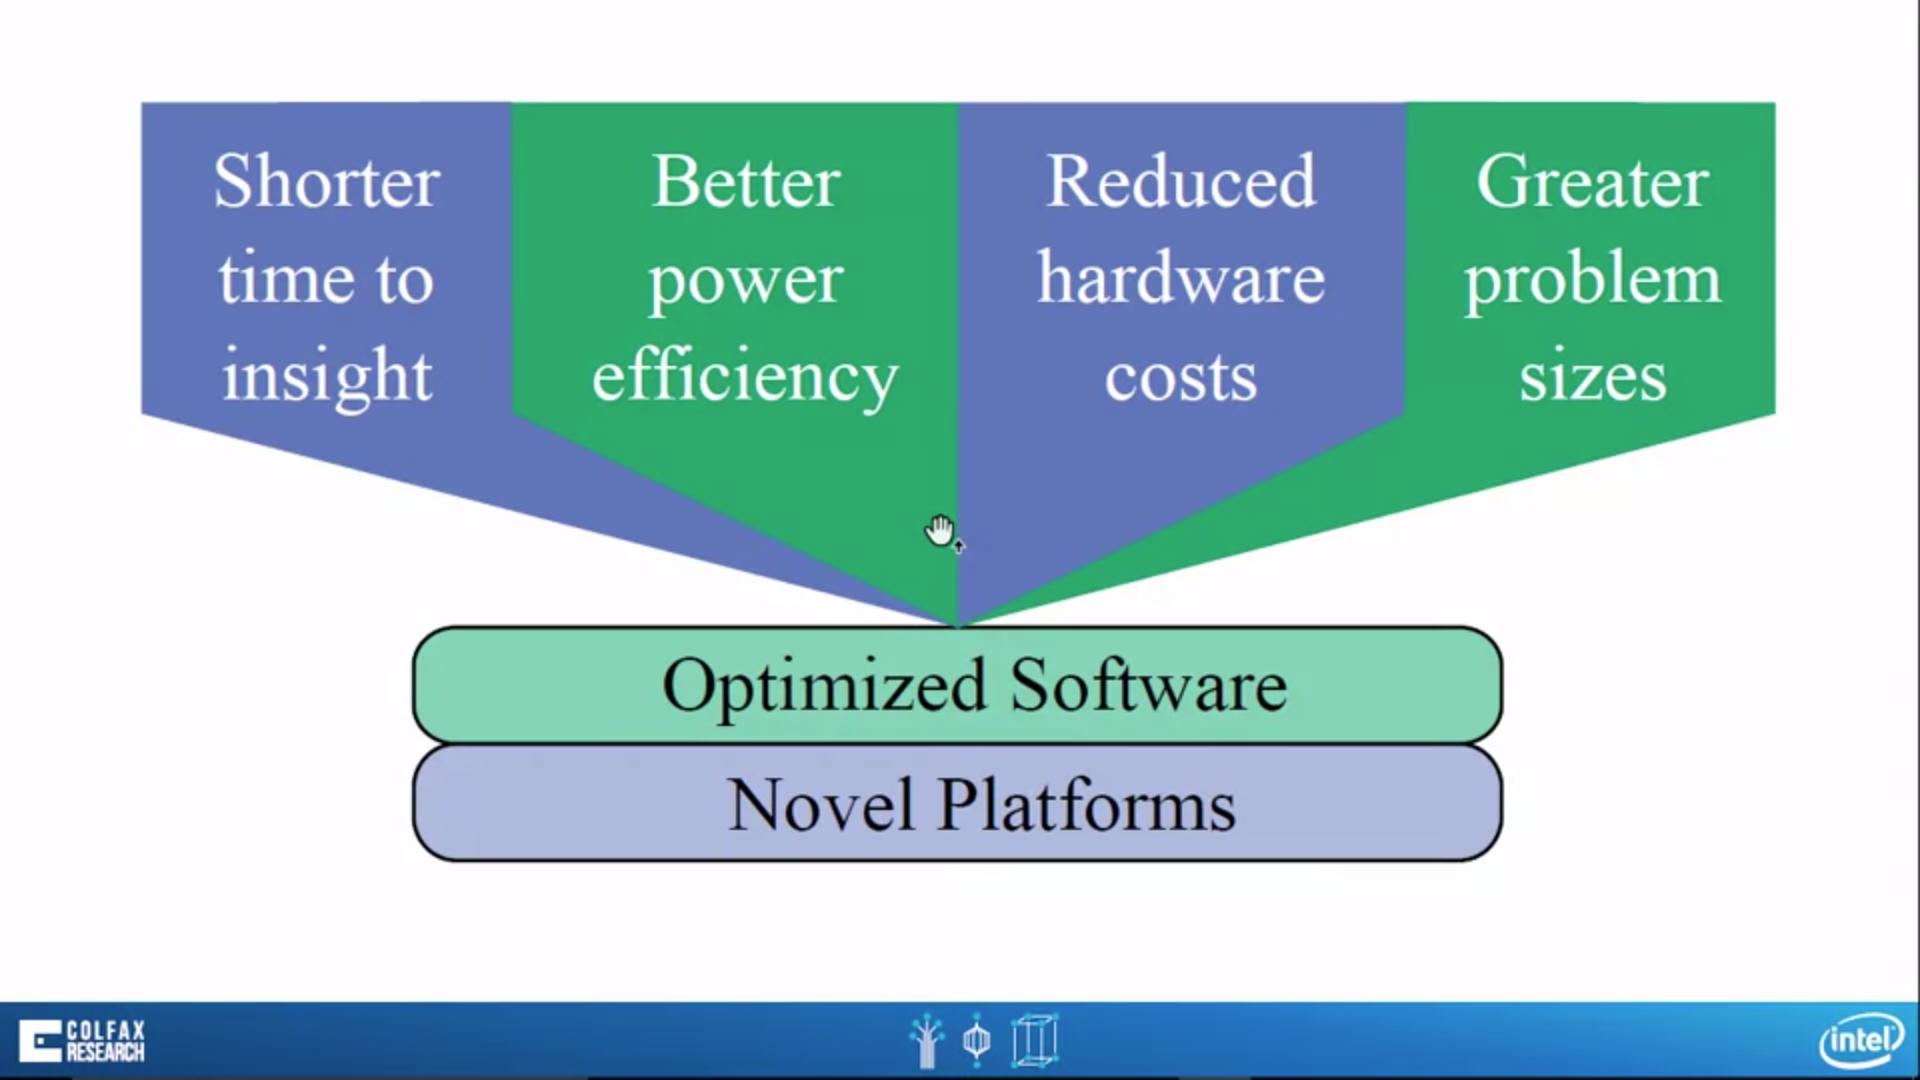 Shorter
time to
insight
Better
power
efficiency
Reduced
hardware
costs
Greater
problem
sizes
Optimized Software
Novel Platforms
COLFAX
RESEARCH
intel